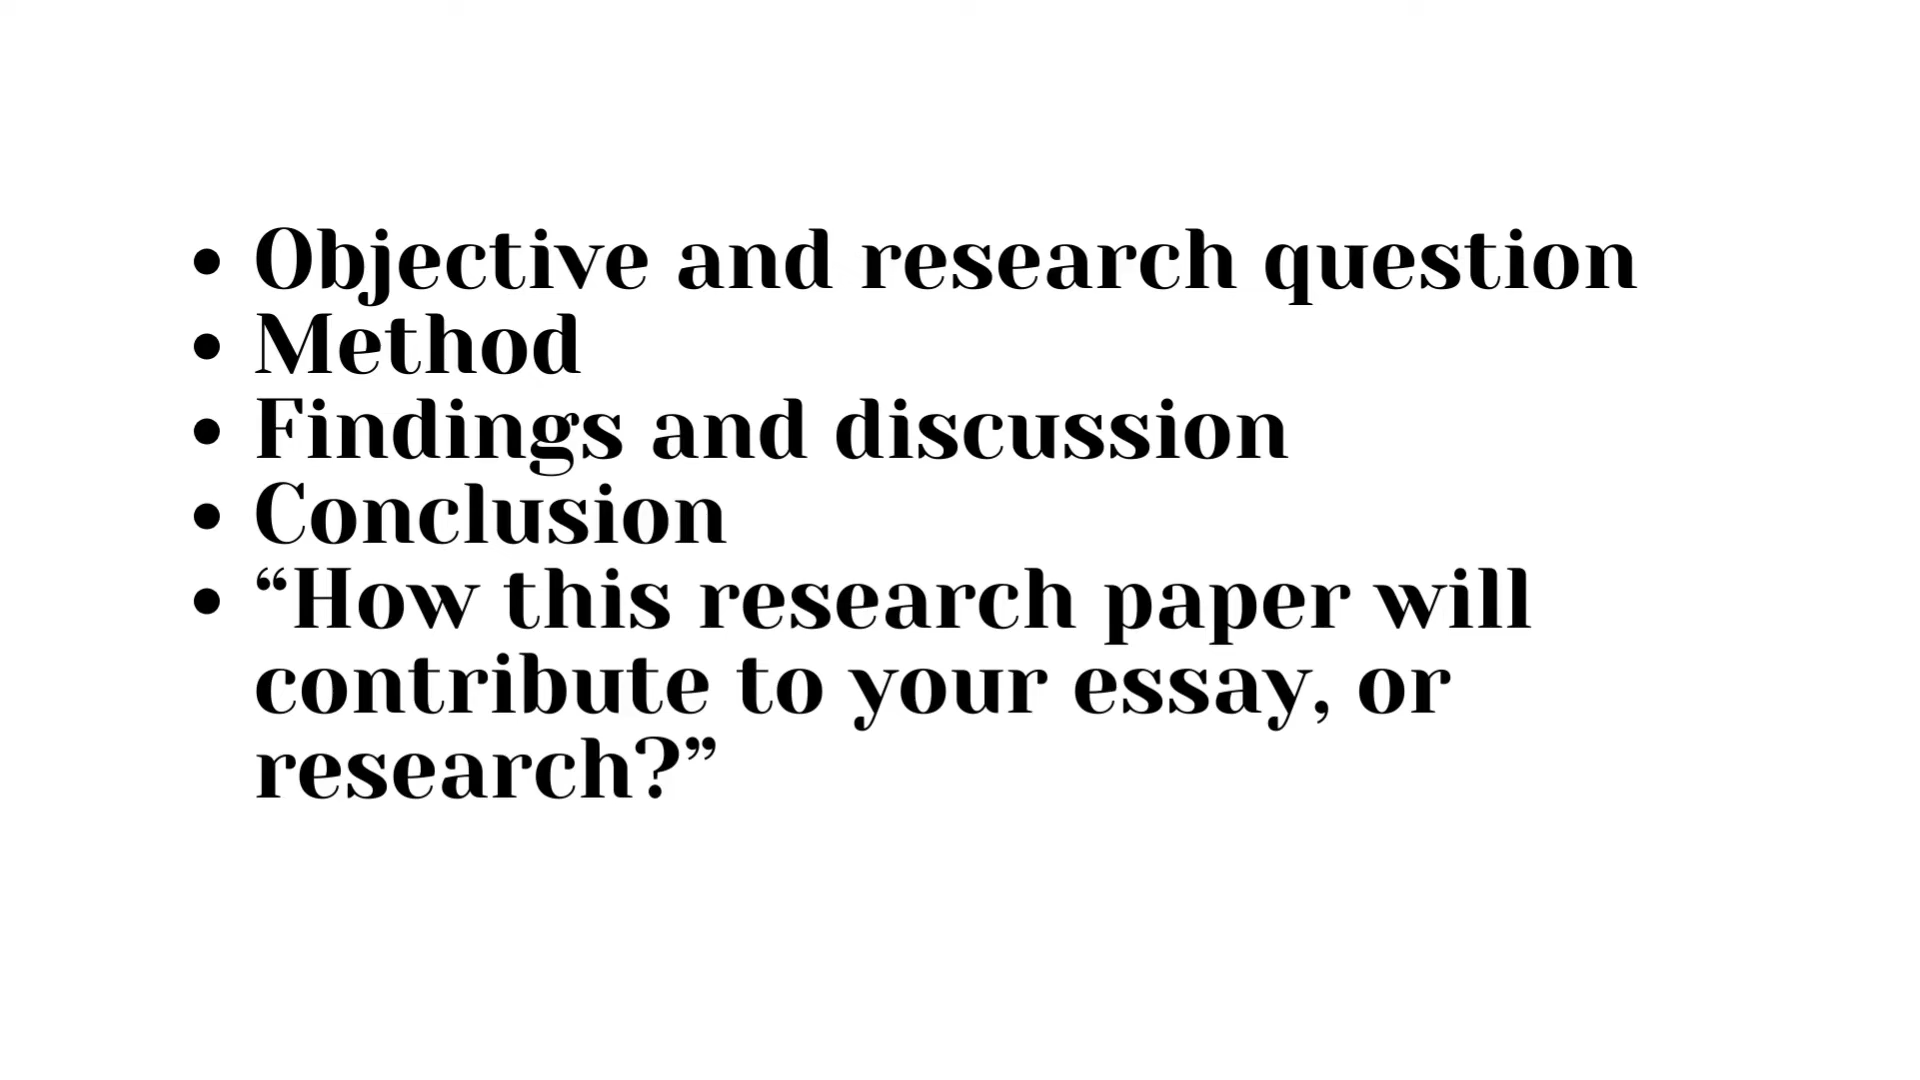 • Objective and research question
• Method
• Findings and discussion
• Conclusion
• “How this research paper will
contribute to your essay, or
research?”